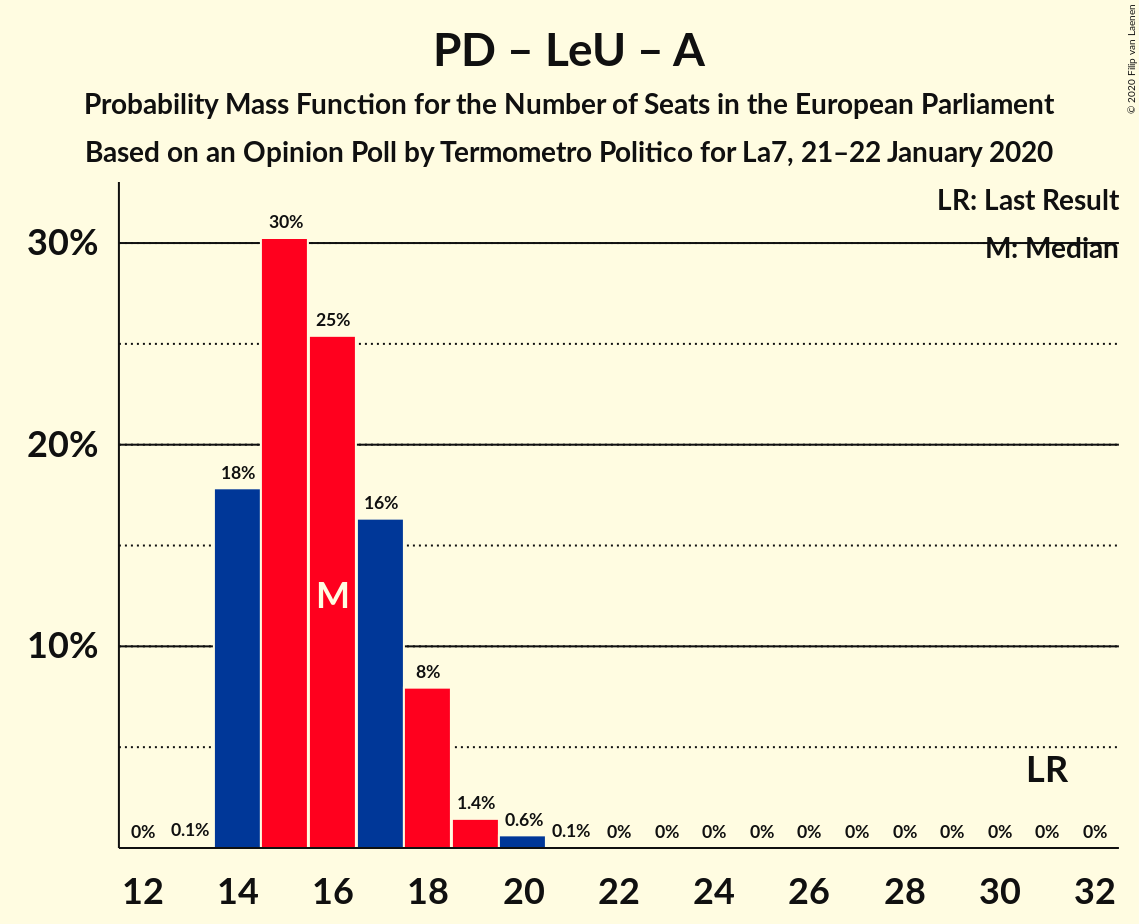 PD – LeU – A
Probability Mass Function for the Number of Seats in the European Parliament
Based on an Opinion Poll by Termometro Politico for La7, 21–22 January 2020
© 2020 Filip van Laenen
LR: Last Result
M: Median
30%
20%
10%
0% 0.1% 18% 30% 25% 16% 8% 1.4% 0.6% 0.1% 0% 0% 0% 0% 0% 0% 0% 0% 0% 0% 0%
M
LR
12 14 16 18 20 22 24 26 28 30 32